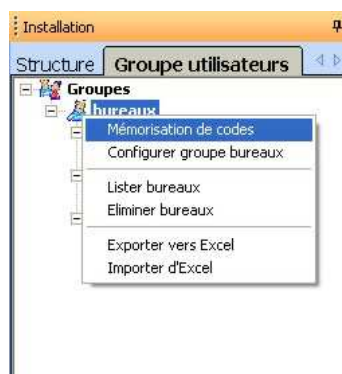 Installation
Structure Groupe utilisateurs
Groupes
bureaux
Mémorisation de codes
Configurer groupe bureaux
Lister bureaux
Eliminer bureaux
Exporter vers Excel
Importer d'Excel